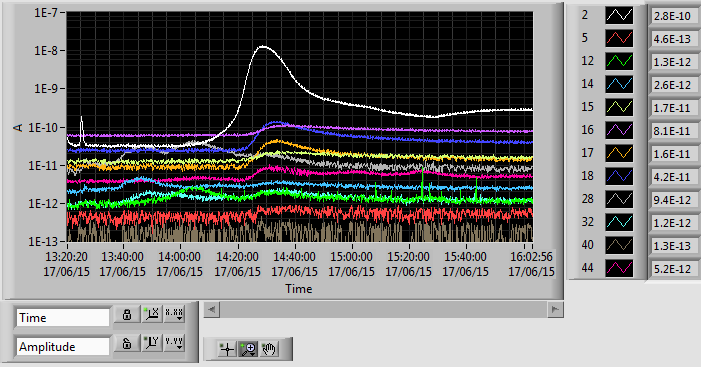 1E-7
1E-8
1E-9
1E-10
1E-11
1E-12
1E-13
A
13:20:20 13:40:00 14:00:00 14:20:00 14:40:00 15:00:00 15:20:00 15:40:00 16:02:56
17/06/15 17/06/15 17/06/15 17/06/15 17/06/15 17/06/15 17/06/15 17/06/15 17/06/15
Time
2 2.8E-10
5 4.6E-13
12 1.3E-12
14 2.6E-12
15 1.7E-11
16 8.1E-11
17 1.6E-11
18 4.2E-11
28 9.4E-12
32 1.2E-12
40 1.3E-13
44 5.2E-12
Time X X.XX
Amplitude Y Y.YY